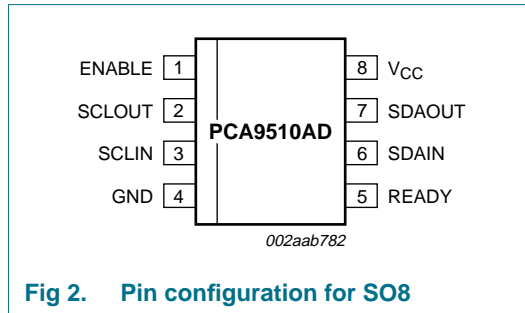 ENABLE 1 8 VCC
SCLOUT 2 7 SDAOUT
PCA9510AD
SCLIN 3 6 SDAIN
GND 4 5 READY
002aab782
Fig 2. Pin configuration for SO8